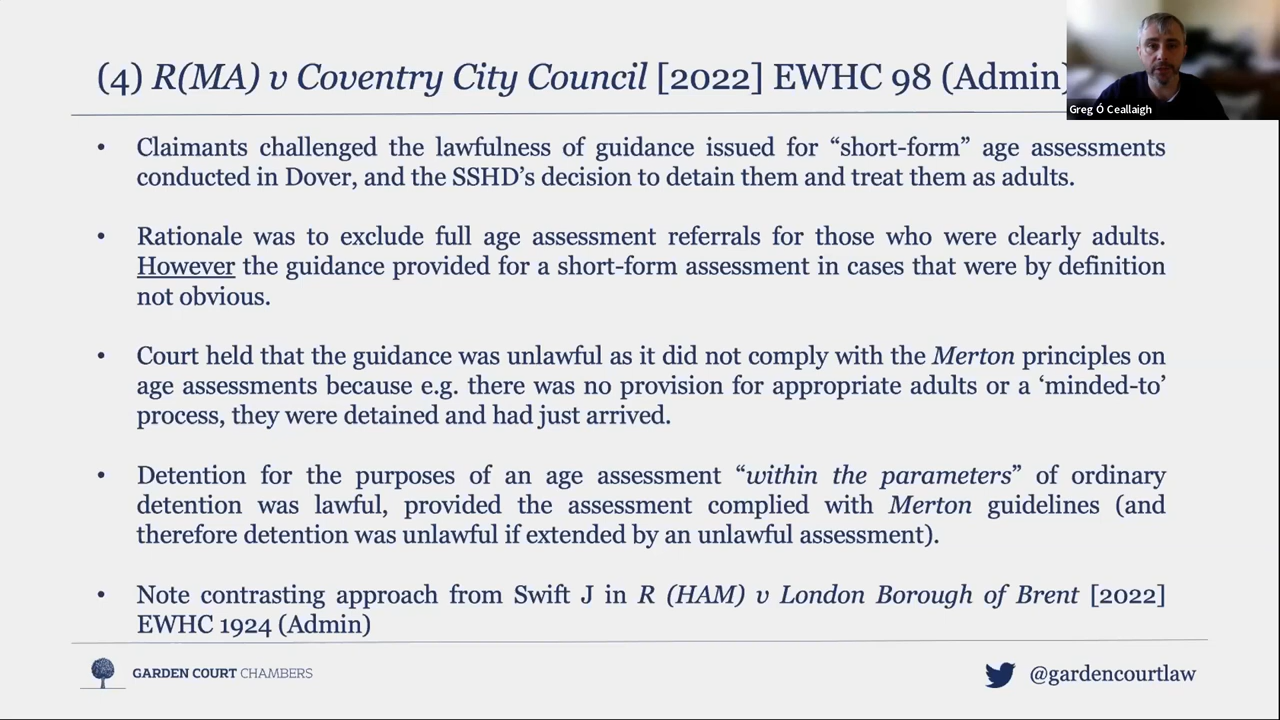 (4) R(MA) v Coventry City Council [2022] EWHC 98 (Admin)
Greg Ó Ceallaigh
• Claimants challenged the lawfulness of guidance issued for “short-form” age assessments
conducted in Dover, and the SSHD’s decision to detain them and treat them as adults.
• Rationale was to exclude full age assessment referrals for those who were clearly adults.
However the guidance provided for a short-form assessment in cases that were by definition
not obvious.
• Court held that the guidance was unlawful as it did not comply with the Merton principles on
age assessments because e.g. there was no provision for appropriate adults or a ‘minded-to’
process, they were detained and had just arrived.
• Detention for the purposes of an age assessment “within the parameters” of ordinary
detention was lawful, provided the assessment complied with Merton guidelines (and
therefore detention was unlawful if extended by an unlawful assessment).
• Note contrasting approach from Swift J in R (HAM) v London Borough of Brent [2022]
EWHC 1924 (Admin)
GARDEN COURT CHAMBERS
@gardencourtlaw